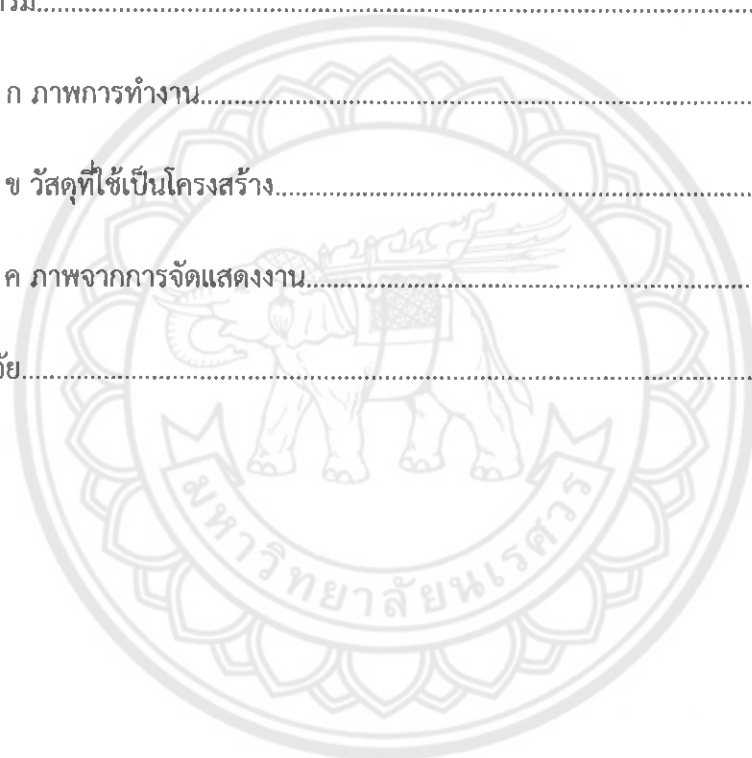 ก ภาพการทำงาน
ข วัสดุที่ใช้เป็นโครงสร้าง
ค ภาพจากการจัดแสดงงาน
มหาวิทยาลัยนเรศวร